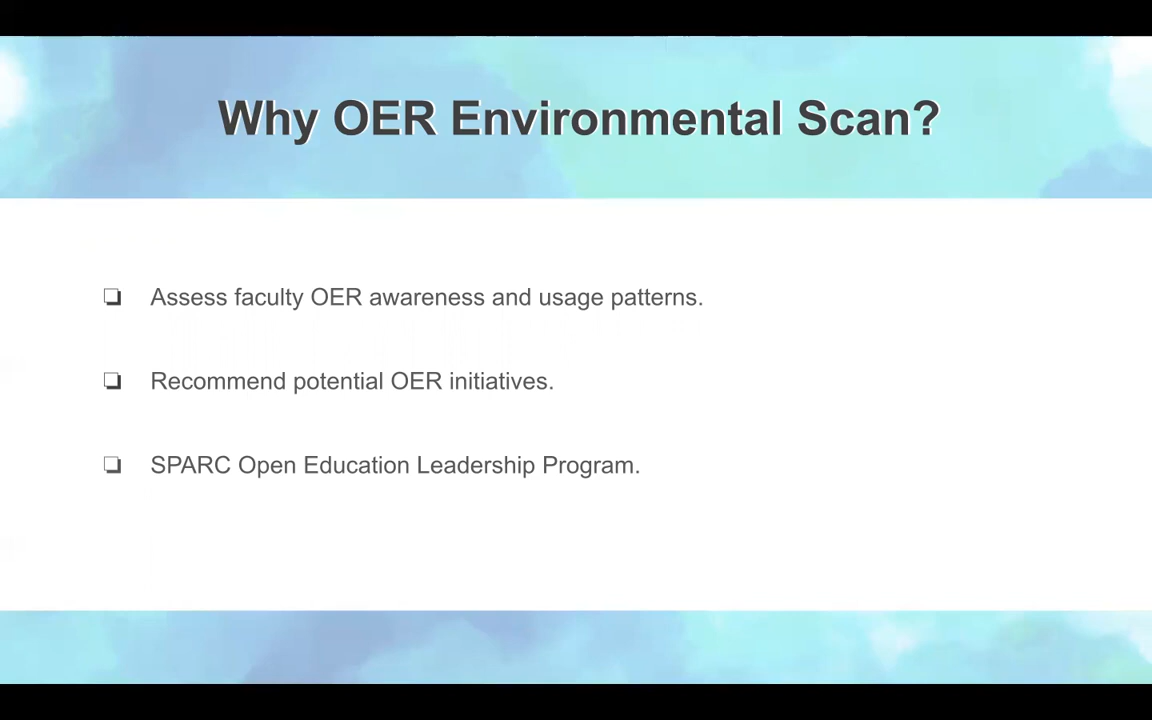 Why OER Environmental Scan?
❏ Assess faculty OER awareness and usage patterns.
❏ Recommend potential OER initiatives.
❏ SPARC Open Education Leadership Program.